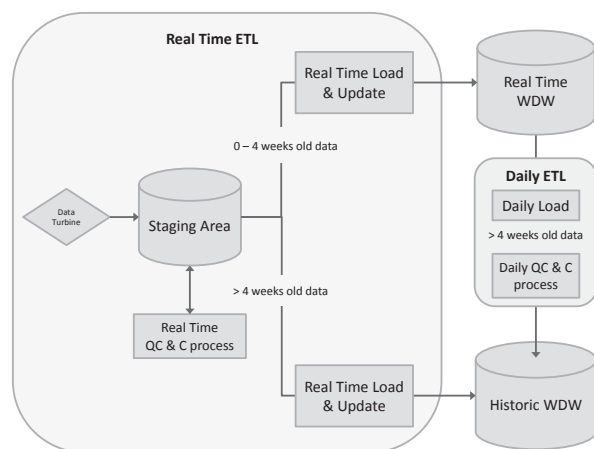 Real Time ETL
Real Time Load
& Update
Real Time
WDW
0 – 4 weeks old data
Daily ETL
Daily Load
> 4 weeks old data
Daily QC & C
process
Data
Turbine
Staging Area
> 4 weeks old data
Real Time
QC & C process
Real Time Load
& Update
Historic WDW